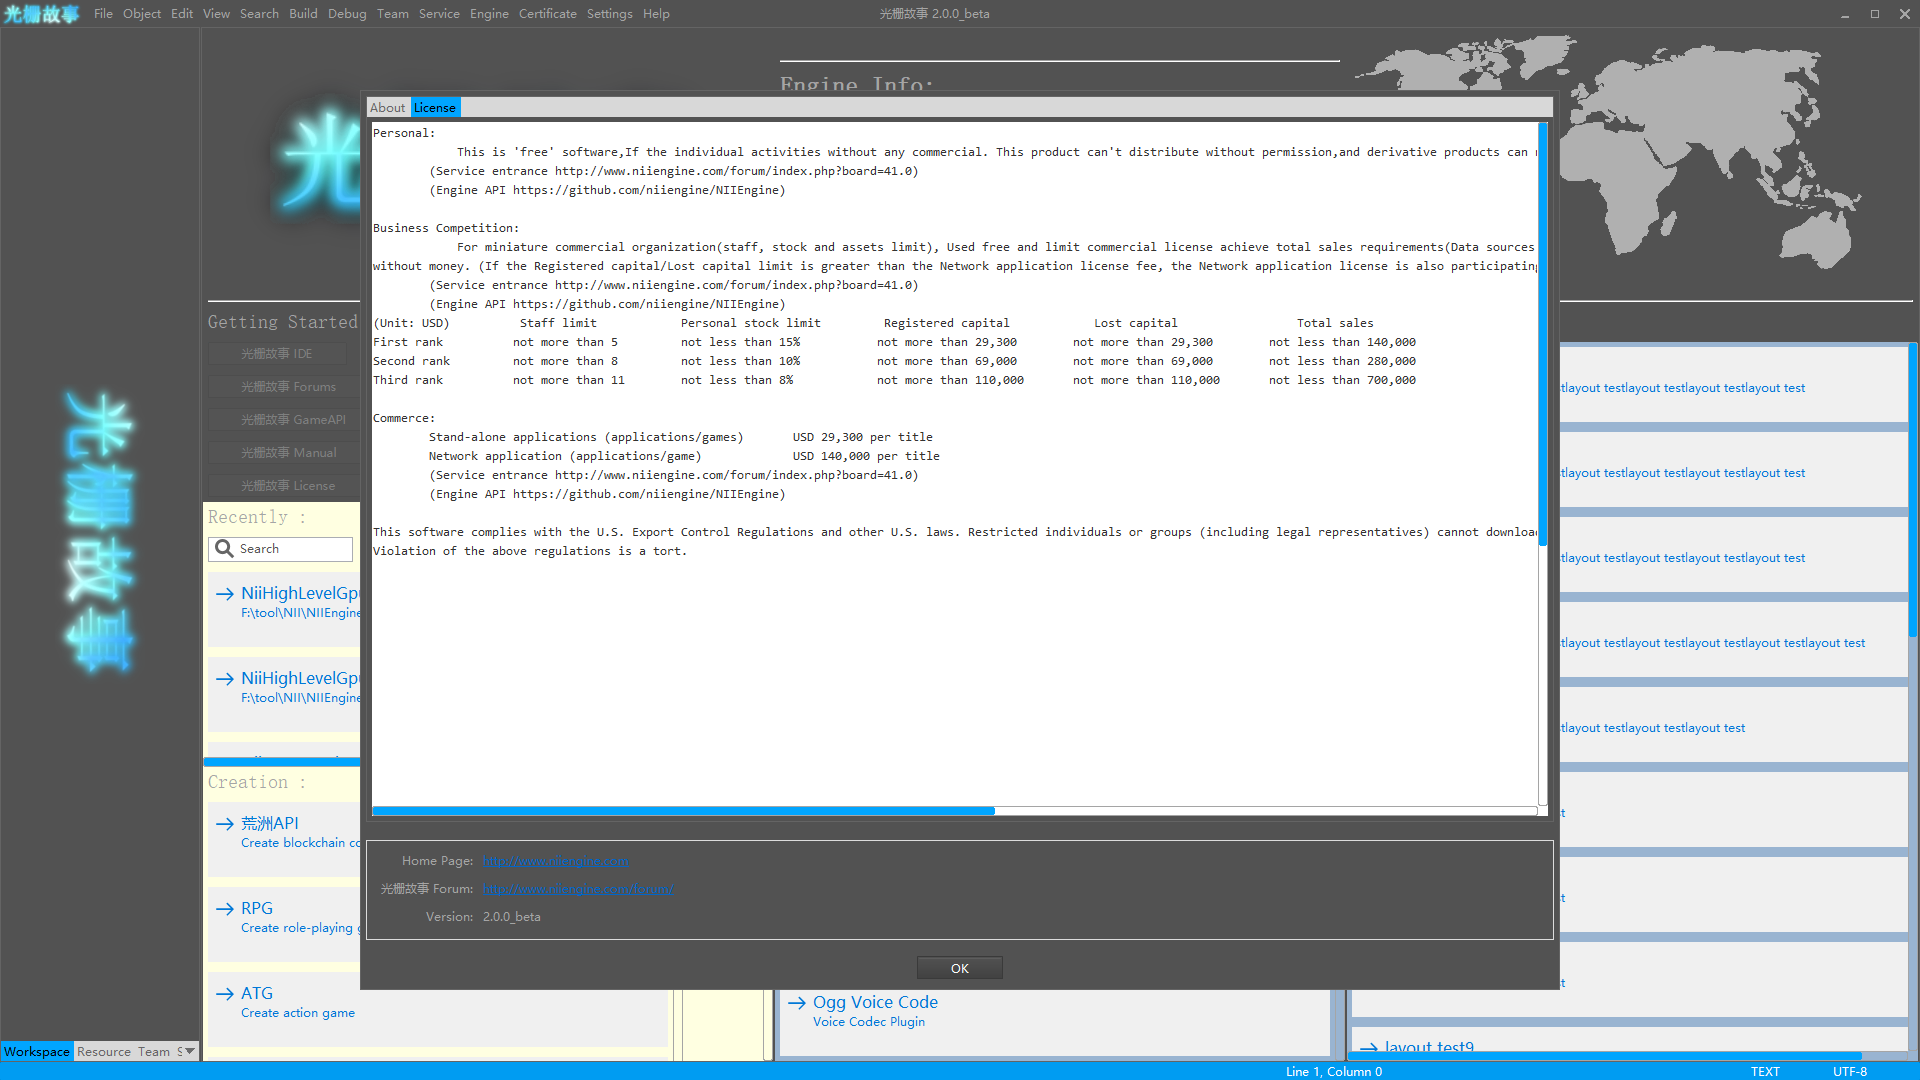 光栅故事 File Object Edit View Search Build Debug Team Service Engine Certificate Settings Help
光栅故事 2.0.0_beta
Engine Info:
光
About License
Personal:
This is 'free' software,If the individual activities without any commercial. This product can't distribute without permission,and derivative products can
(Service entrance http://www.niiengine.com/forum/index.php?board=41.0)
(Engine API https://github.com/niiengine/NIIEngine)
Business Competition:
For miniature commercial organization(staff, stock and assets limit), Used free and limit commercial license achieve total sales requirements(Data sources
without money. (If the Registered capital/Lost capital limit is greater than the Network application license fee, the Network application license is also participating
(Service entrance http://www.niiengine.com/forum/index.php?board=41.0)
(Engine API https://github.com/niiengine/NIIEngine)
(Unit: USD) Staff limit Personal stock limit Registered capital Lost capital Total sales
First rank not more than 5 not less than 15% not more than 29,300 not more than 29,300 not less than 140,000
Second rank not more than 8 not less than 10% not more than 69,000 not more than 69,000 not less than 280,000
Third rank not more than 11 not less than 8% not more than 110,000 not more than 110,000 not less than 700,000
Commerce:
Stand-alone applications (applications/games) USD 29,300 per title
Network application (applications/game) USD 140,000 per title
(Service entrance http://www.niiengine.com/forum/index.php?board=41.0)
(Engine API https://github.com/niiengine/NIIEngine)
This software complies with the U.S. Export Control Regulations and other U.S. laws. Restricted individuals or groups (including legal representatives) cannot downloa
Violation of the above regulations is a tort.
Home Page: http://www.niiengine.com
光栅故事 Forum: http://www.niiengine.com/forum/
Version: 2.0.0_beta
OK
Getting Started
光栅故事 IDE
光栅故事 Forums
光栅故事 GameAPI
光栅故事 Manual
光栅故事 License
光栅故事
Recently :
Search
NiiHighLevelGpu
F:\tool\NII\NIIEngine
NiiHighLevelGpu
F:\tool\NII\NIIEngine
Creation :
荒洲API
Create blockchain co
RPG
Create role-playing g
ATG
Create action game
Ogg Voice Code
Voice Codec Plugin
tlayout testlayout testlayout testlayout test
tlayout testlayout testlayout testlayout test
tlayout testlayout testlayout testlayout test
tlayout testlayout testlayout testlayout testlayout test
tlayout testlayout testlayout test
t
t
t
layout test9
Workspace Resource Team S
Line 1, Column 0 TEXT UTF-8